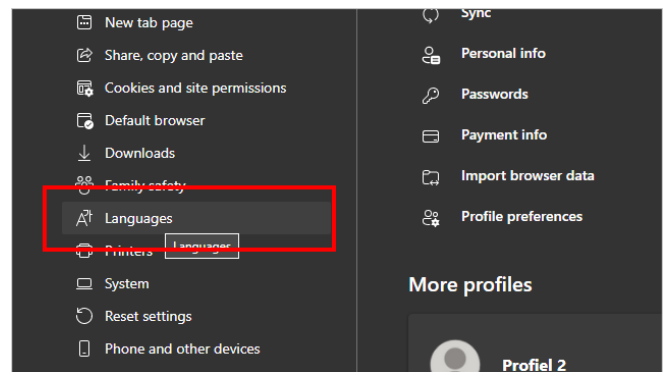 New tab page
Share, copy and paste
Cookies and site permissions
Default browser
Downloads
Family safety
Languages
Printers
Languages
System
Reset settings
Phone and other devices
Sync
Personal info
Passwords
Payment info
Import browser data
Profile preferences
More profiles
Profiel 2